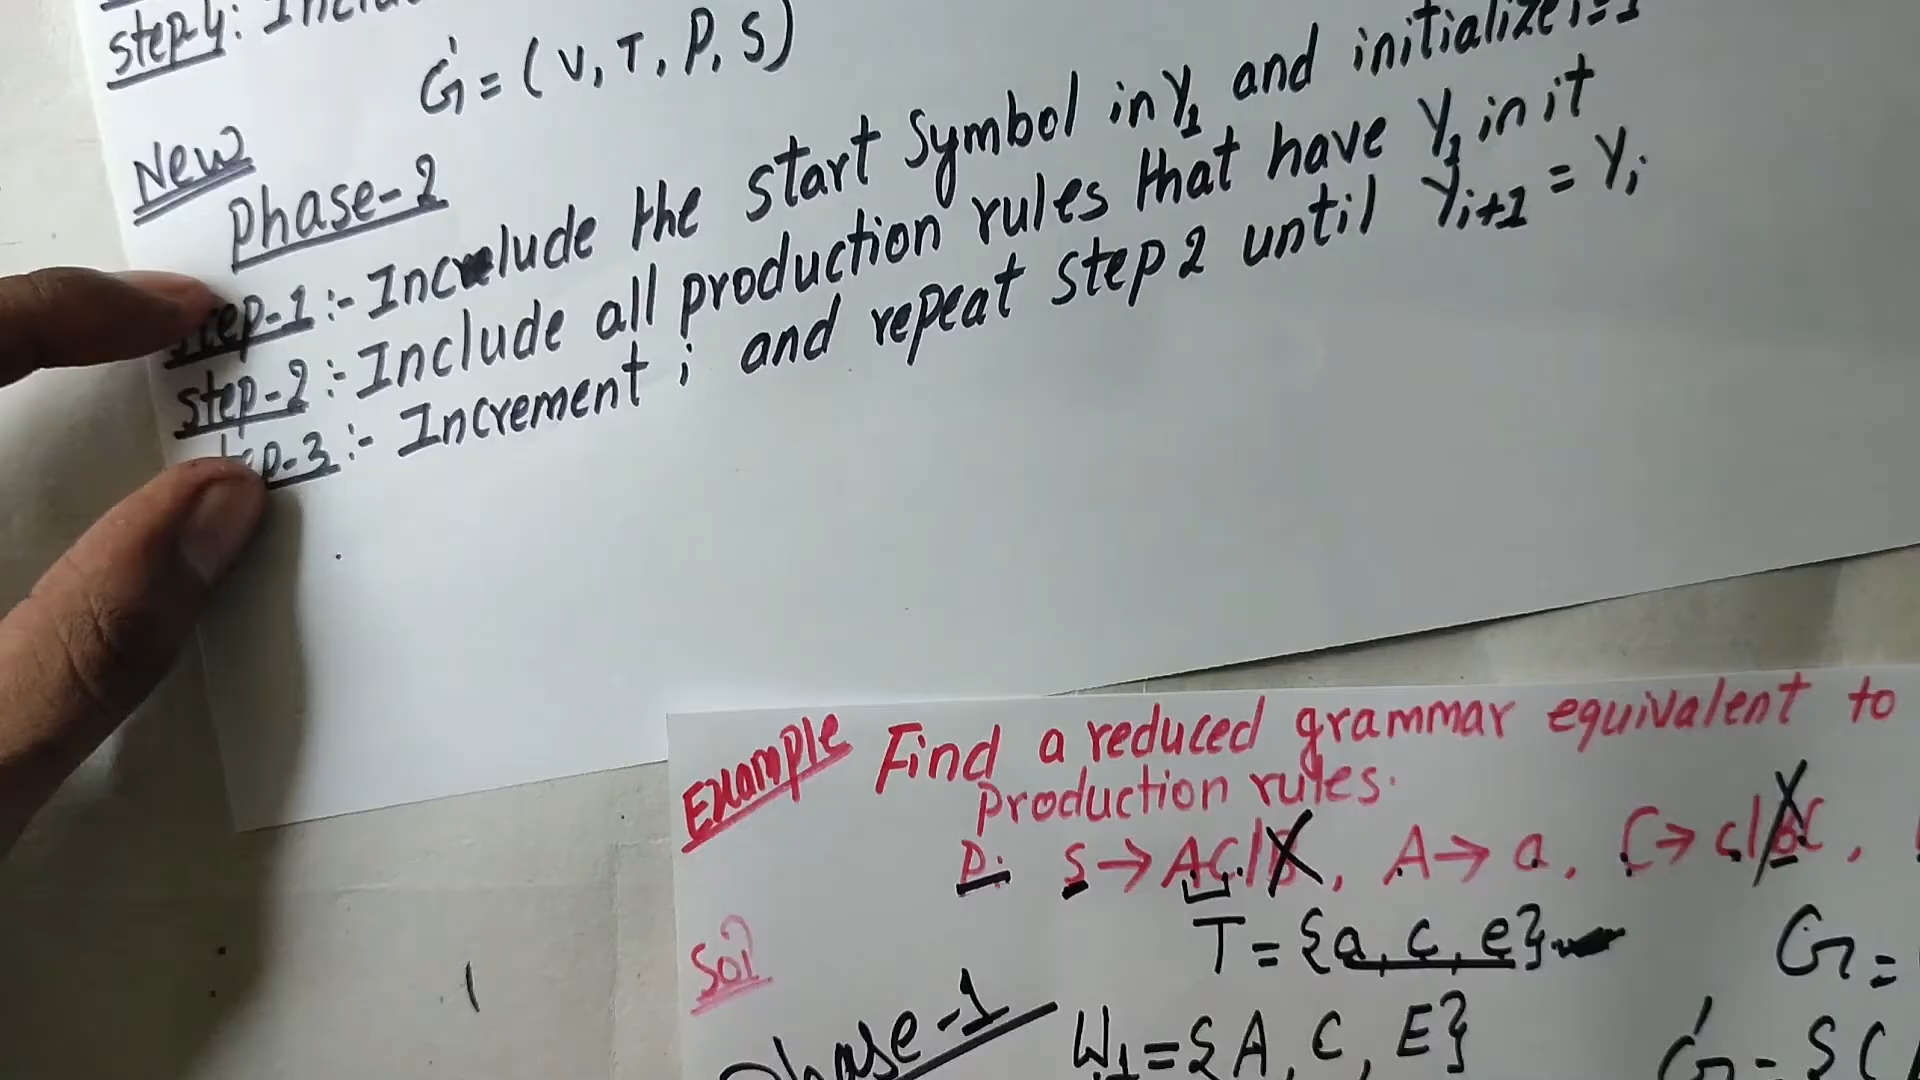 step-4: Inclu
G' = (V, T, P, S)
New
Phase-2
step-1 :- Include the start symbol in Y1 and initialize i=1
step-2 :- Include all production rules that have Y1 in it
step-3 :- Increment i and repeat step 2 until Yi+1 = Yi
Example Find a reduced grammar equivalent to
Production rules.
P: S → AC|B, A → a, C → c|BC,
Sol
T = {a, c, e}
G =
Phase-1
W1 = {A, C, E}
G' = {(